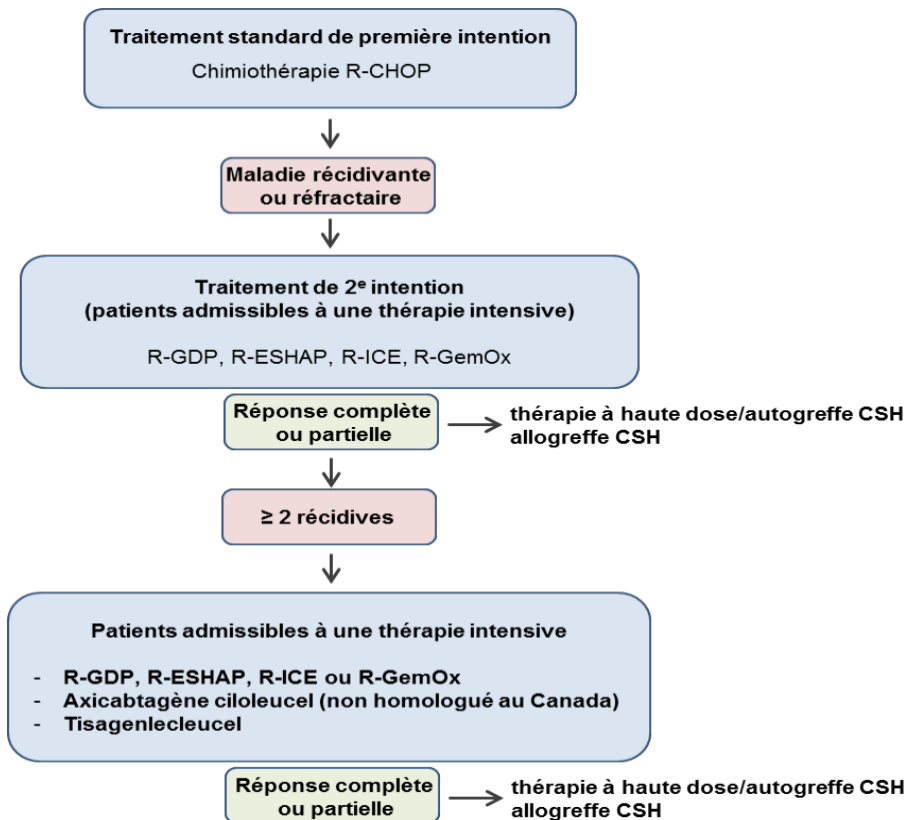 Traitement standard de première intention
Chimiothérapie R-CHOP
Maladie récidivante
ou réfractaire
Traitement de 2e intention
(patients admissibles à une thérapie intensive)
R-GDP, R-ESHAP, R-ICE, R-GemOx
Réponse complète
ou partielle
thérapie à haute dose/autogreffe CSH
allogreffe CSH
≥ 2 récidives
Patients admissibles à une thérapie intensive
- R-GDP, R-ESHAP, R-ICE ou R-GemOx
- Axicabtagène ciloleucel (non homologué au Canada)
- Tisagenlecleucel
Réponse complète
ou partielle
thérapie à haute dose/autogreffe CSH
allogreffe CSH